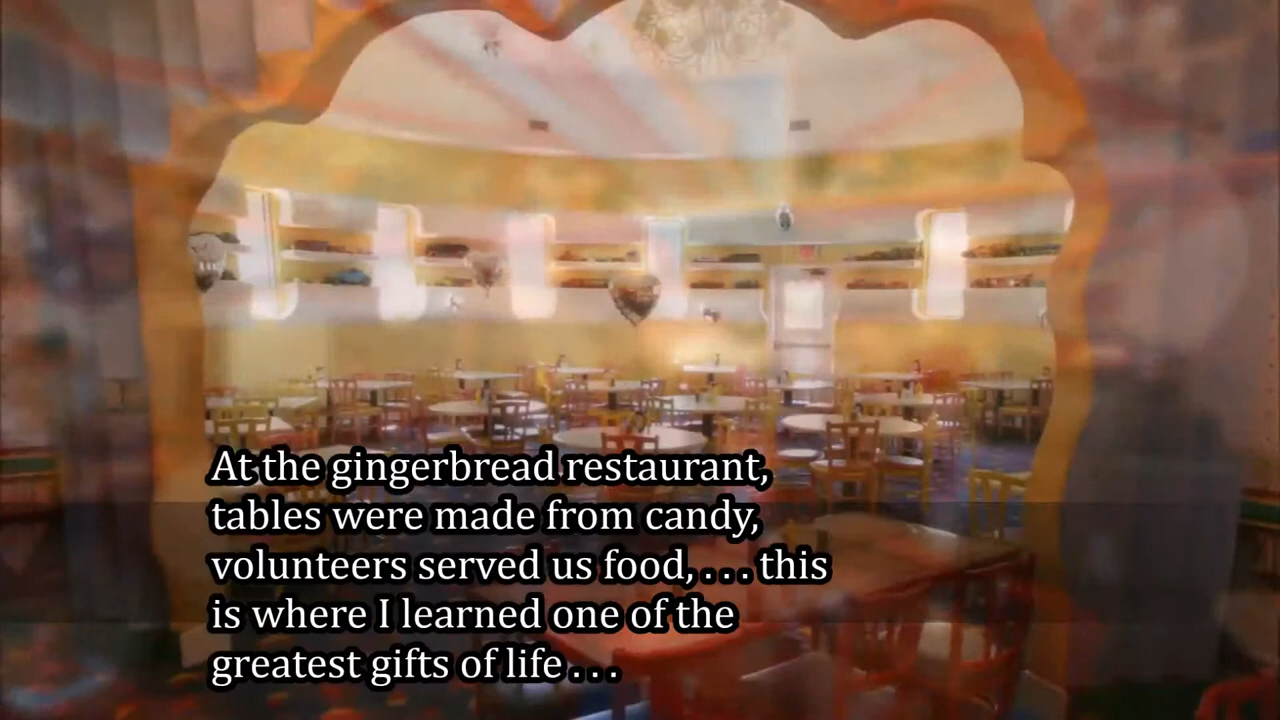 At the gingerbread restaurant,
tables were made from candy,
volunteers served us food, . . . this
is where I learned one of the
greatest gifts of life . . .